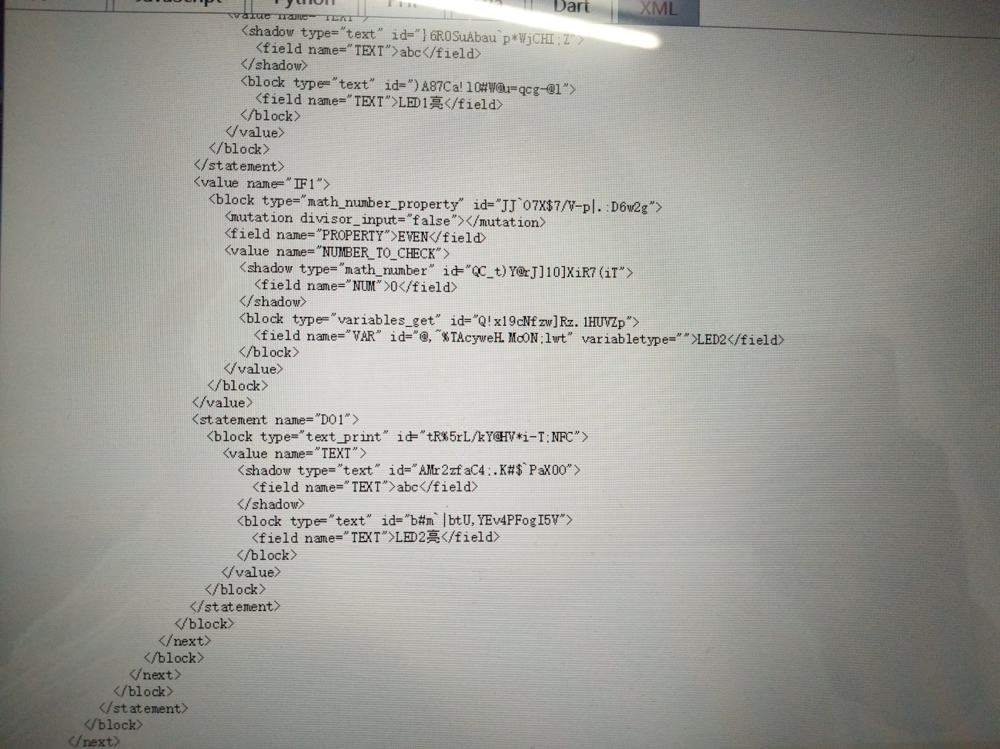 Python
Dart
XML
<shadow type="text" id="}6R0SuAbau`p*WjCHI;Z">
<field name="TEXT">abc</field>
</shadow>
<block type="text" id=")A87Ca!10#W@u=qcg-@l">
<field name="TEXT">LED1亮</field>
</block>
</value>
</block>
</statement>
<value name="IF1">
<block type="math_number_property" id="JJ`07X$7/V-p|.:D6w2g">
<mutation divisor_input="false"></mutation>
<field name="PROPERTY">EVEN</field>
<value name="NUMBER_TO_CHECK">
<shadow type="math_number" id="QC_t)Y@rJ]10]XiR7(iT">
<field name="NUM">0</field>
</shadow>
<block type="variables_get" id="Q!x19cNfzw]Rz.1HUVZp">
<field name="VAR" id="@,~%TAcyweH.McON;lwt" variabletype="">LED2</field>
</block>
</value>
</block>
</value>
<statement name="DO1">
<block type="text_print" id="tR%5rL/kY@HV*i-T;NFC">
<value name="TEXT">
<shadow type="text" id="AMr2zfaC4;.K#$`PaX0O">
<field name="TEXT">abc</field>
</shadow>
<block type="text" id="b#m`|btU,YEv4PFogI5V">
<field name="TEXT">LED2亮</field>
</block>
</value>
</block>
</statement>
</block>
</next>
</block>
</next>
</block>
</statement>
</block>
</next>